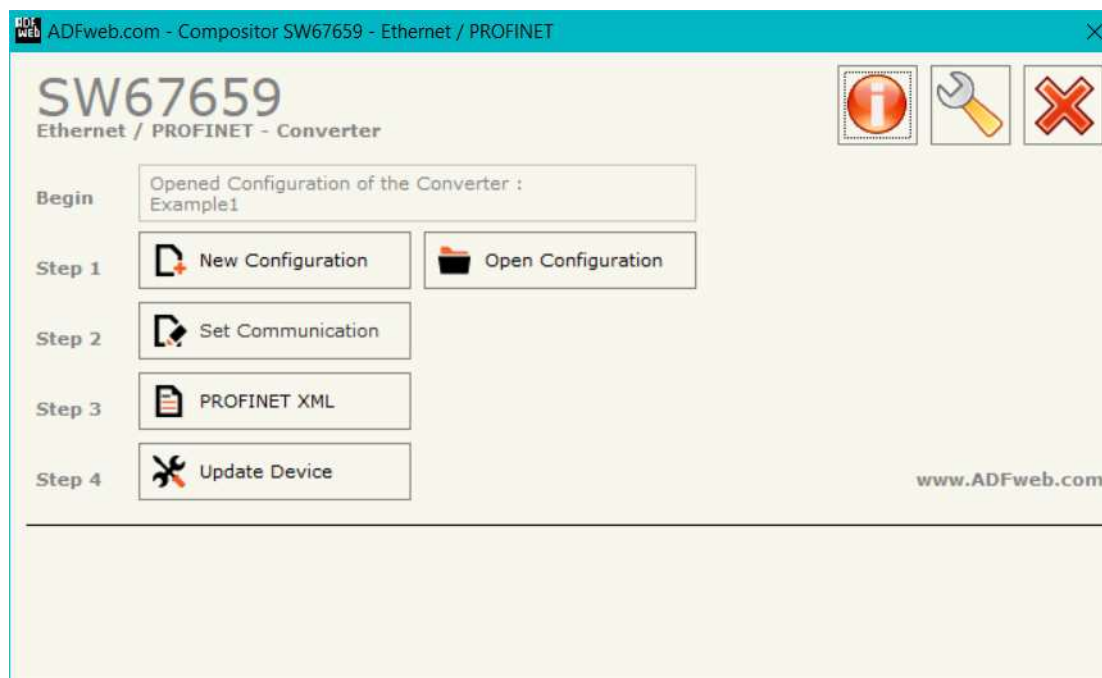 ADF
web
ADFweb.com - Compositor SW67659 - Ethernet / PROFINET
SW67659
Ethernet / PROFINET - Converter
Begin
Opened Configuration of the Converter :
Example1
Step 1
New Configuration
Open Configuration
Step 2
Set Communication
Step 3
PROFINET XML
Step 4
Update Device
www.ADFweb.com